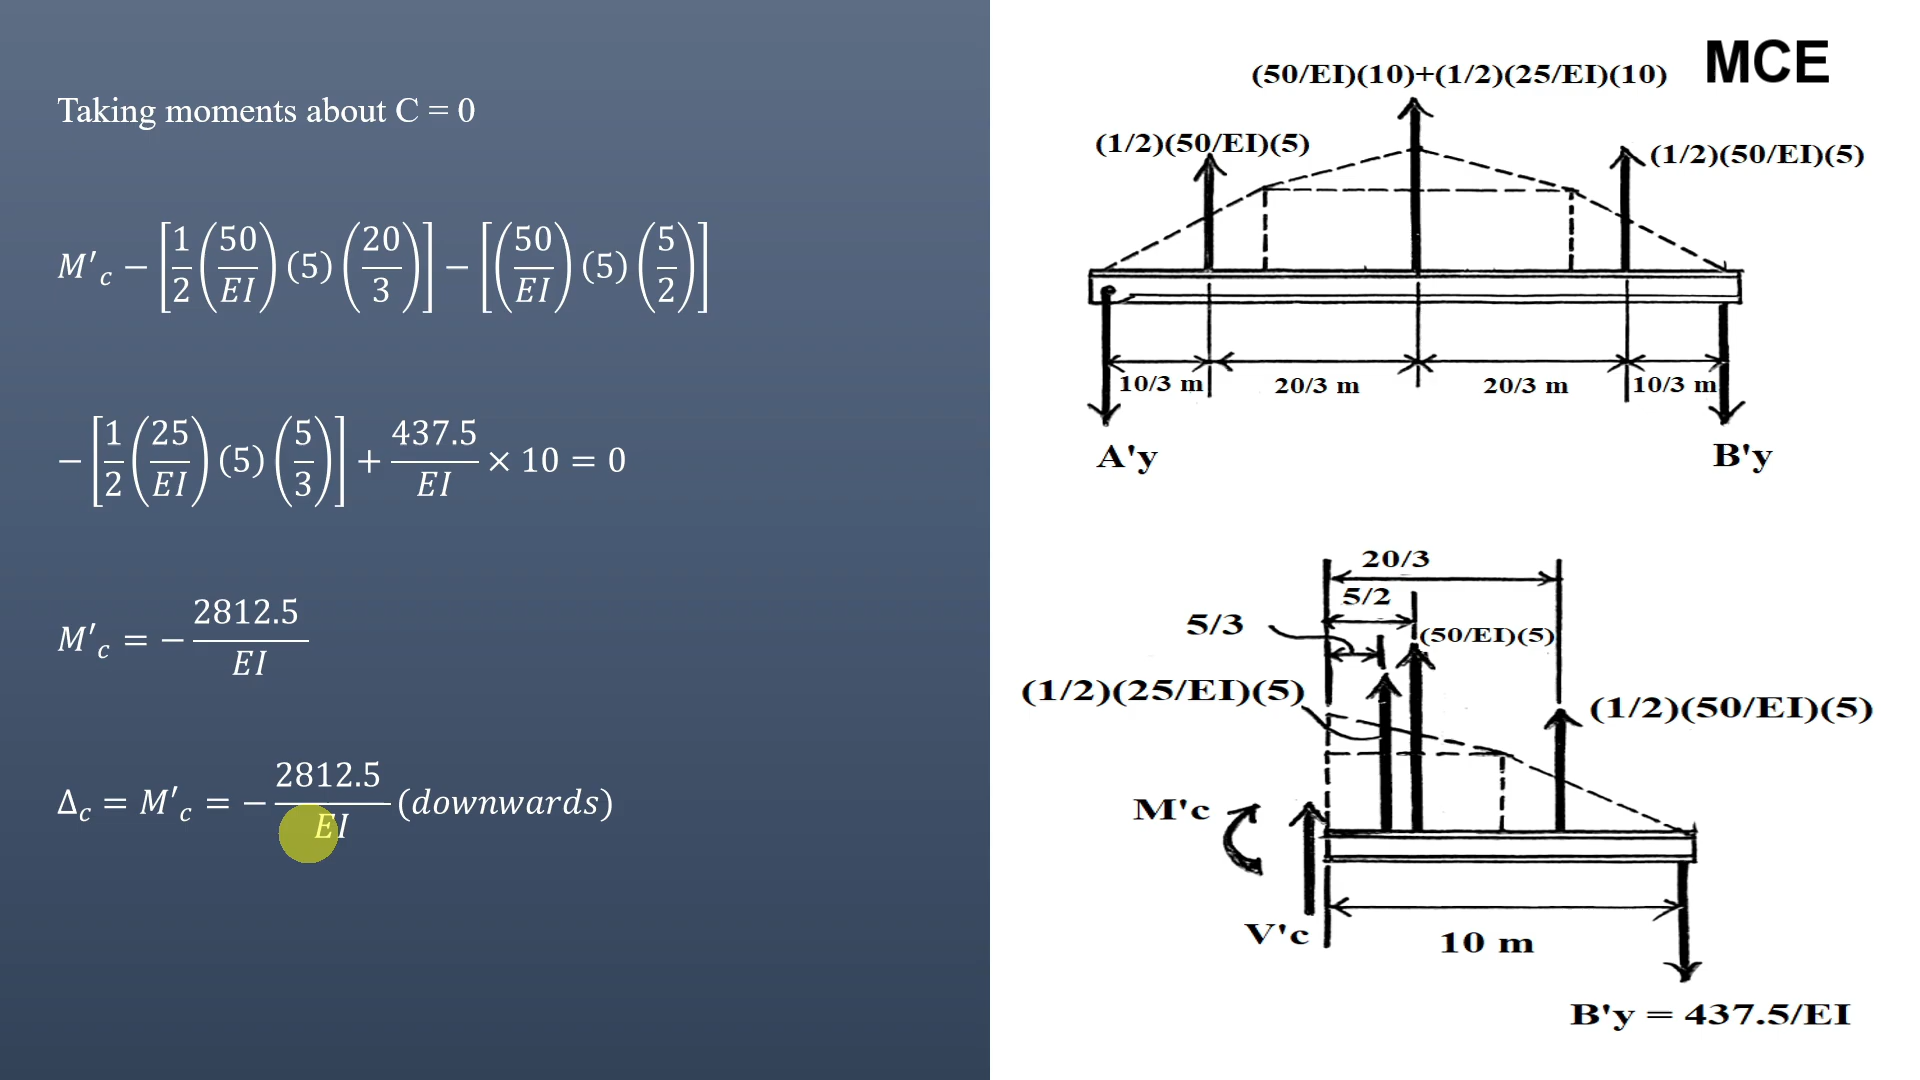 Taking moments about C = 0
M'_c − [1/2 (50/EI) (5) (20/3)] − [(50/EI) (5) (5/2)]
− [1/2 (25/EI) (5) (5/3)] + 437.5/EI × 10 = 0
M'_c = − 2812.5/EI
Δ_c = M'_c = − 2812.5/EI (downwards)
MCE
(50/EI)(10)+(1/2)(25/EI)(10)
(1/2)(50/EI)(5)
(1/2)(50/EI)(5)
10/3 m
20/3 m
20/3 m
10/3 m
A'y
B'y
20/3
5/2
5/3
(50/EI)(5)
(1/2)(25/EI)(5)
(1/2)(50/EI)(5)
M'c
V'c
10 m
B'y = 437.5/EI